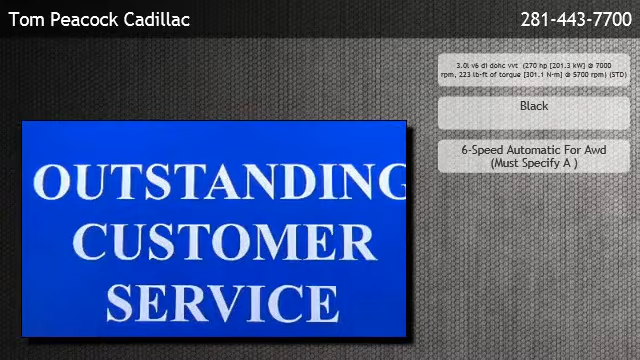 Tom Peacock Cadillac
281-443-7700
3.0l v6 di dohc vvt (270 hp [201.3 kW] @ 7000
rpm, 223 lb-ft of torque [301.1 N-m] @ 5700 rpm) (STD)
Black
6-Speed Automatic For Awd
(Must Specify A )
OUTSTANDING
CUSTOMER
SERVICE